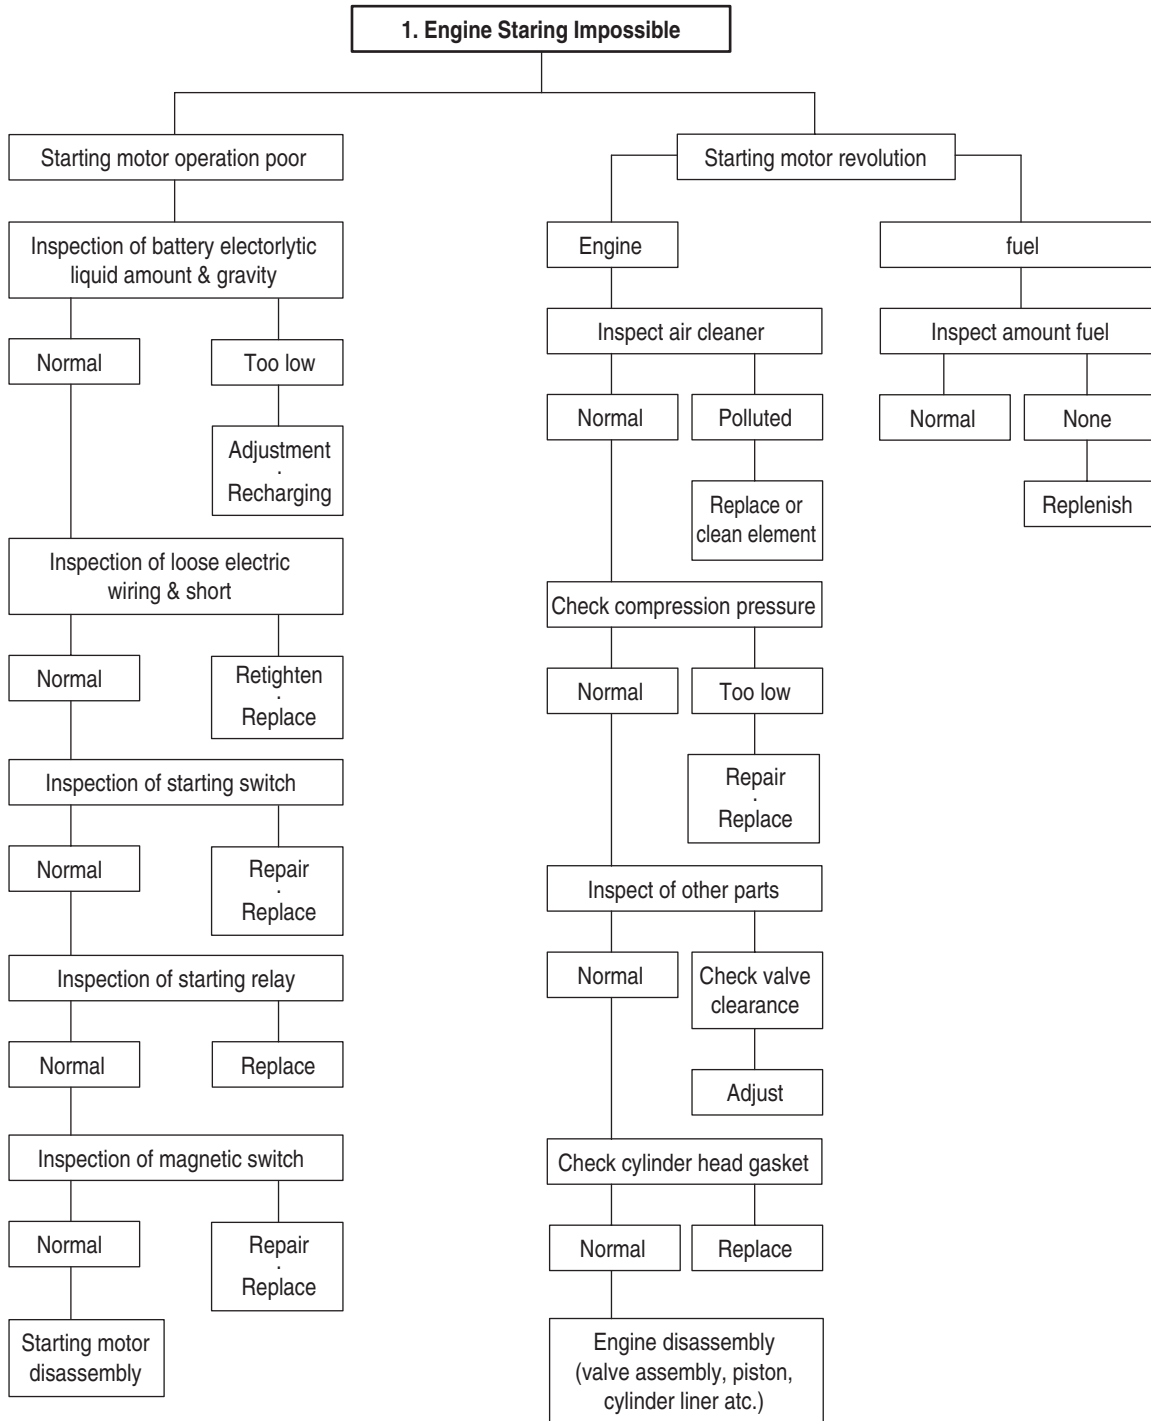 1. Engine Staring Impossible
Starting motor operation poor
Starting motor revolution
Inspection of battery electorlytic
liquid amount & gravity
Normal
Too low
Adjustment
·
Recharging
Inspection of loose electric
wiring & short
Normal
Retighten
·
Replace
Inspection of starting switch
Normal
Repair
·
Replace
Inspection of starting relay
Normal
Replace
Inspection of magnetic switch
Normal
Repair
·
Replace
Starting motor
disassembly
Engine
Inspect air cleaner
Normal
Polluted
Replace or
clean element
Check compression pressure
Normal
Too low
Repair
·
Replace
Inspect of other parts
Normal
Check valve
clearance
Adjust
Check cylinder head gasket
Normal
Replace
Engine disassembly
(valve assembly, piston,
cylinder liner atc.)
fuel
Inspect amount fuel
Normal
None
Replenish